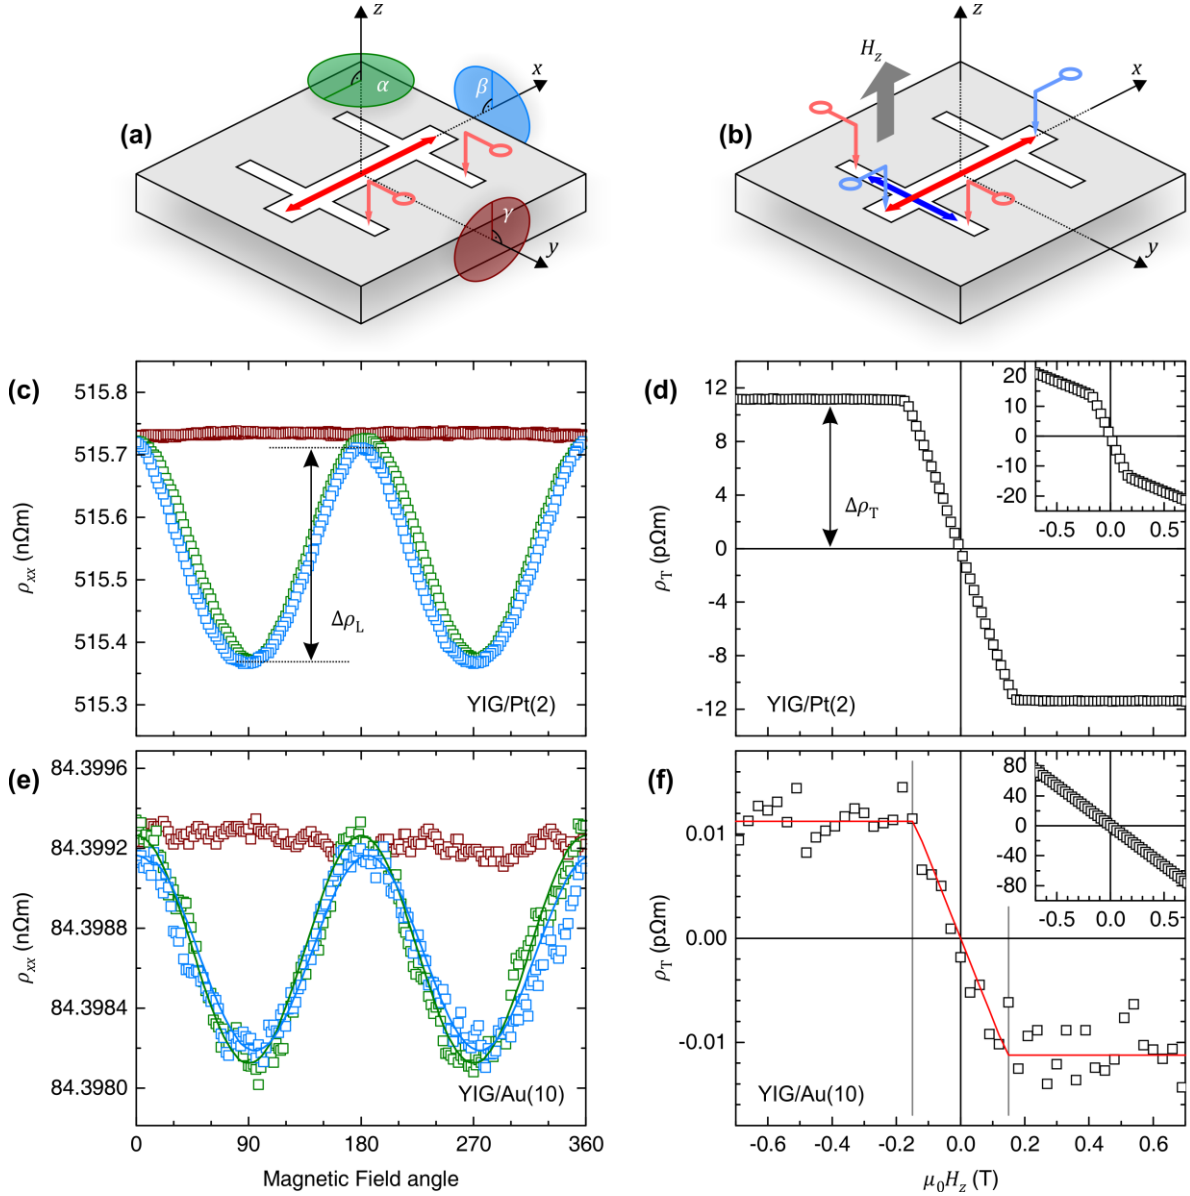 (a)
z
x
y
α
β
γ
(b)
z
x
y
H_z
(c)
515.8
515.7
515.6
515.5
515.4
515.3
ρ_xx (nΩm)
Δρ_L
YIG/Pt(2)
(d)
12
8
4
0
-4
-8
-12
ρ_T (pΩm)
Δρ_T
YIG/Pt(2)
20
10
0
-10
-20
-0.5 0.0 0.5
(e)
84.3996
84.3992
84.3988
84.3984
84.3980
ρ_xx (nΩm)
YIG/Au(10)
0 90 180 270 360
Magnetic Field angle
(f)
0.01
0.00
-0.01
ρ_T (pΩm)
YIG/Au(10)
80
40
0
-40
-80
-0.5 0.0 0.5
-0.6 -0.4 -0.2 0.0 0.2 0.4 0.6
μ₀H_z (T)